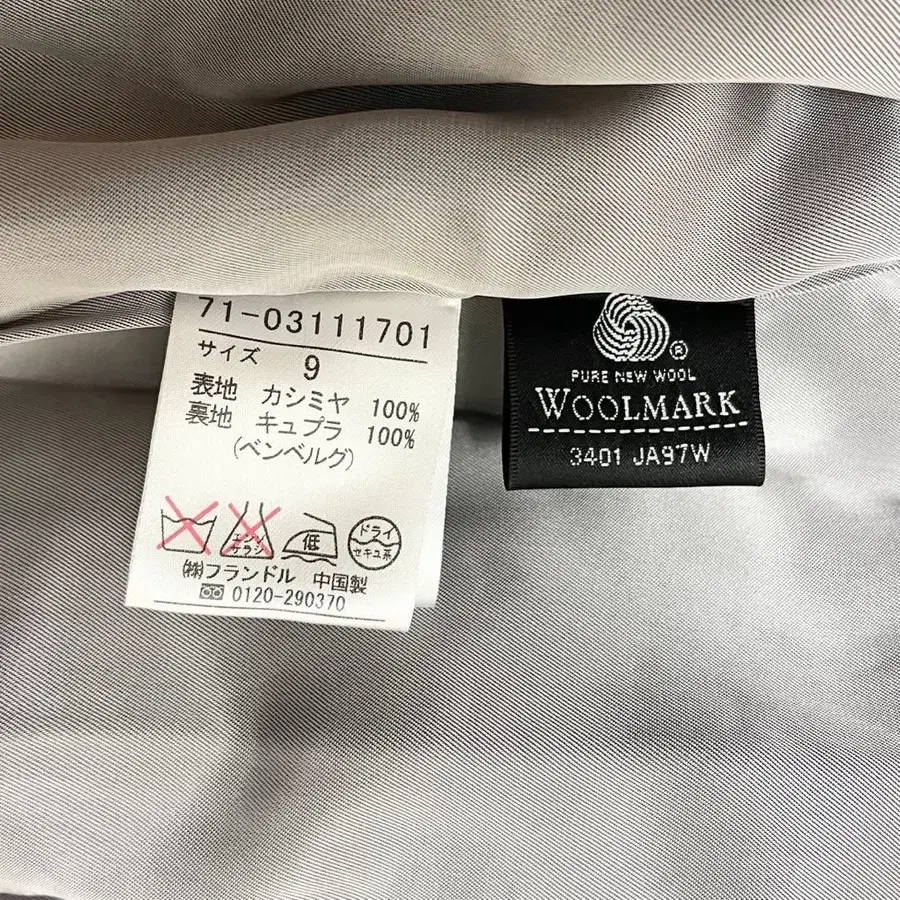 71-03111701
サイズ 9
表地 カシミヤ 100%
裏地 キュプラ 100%
(ベンベルグ)
エンソ
サラシ
低
ドライ
セキユ系
㈱フランドル 中国製
0120-290370
®
PURE NEW WOOL
WOOLMARK
3401 JA97W